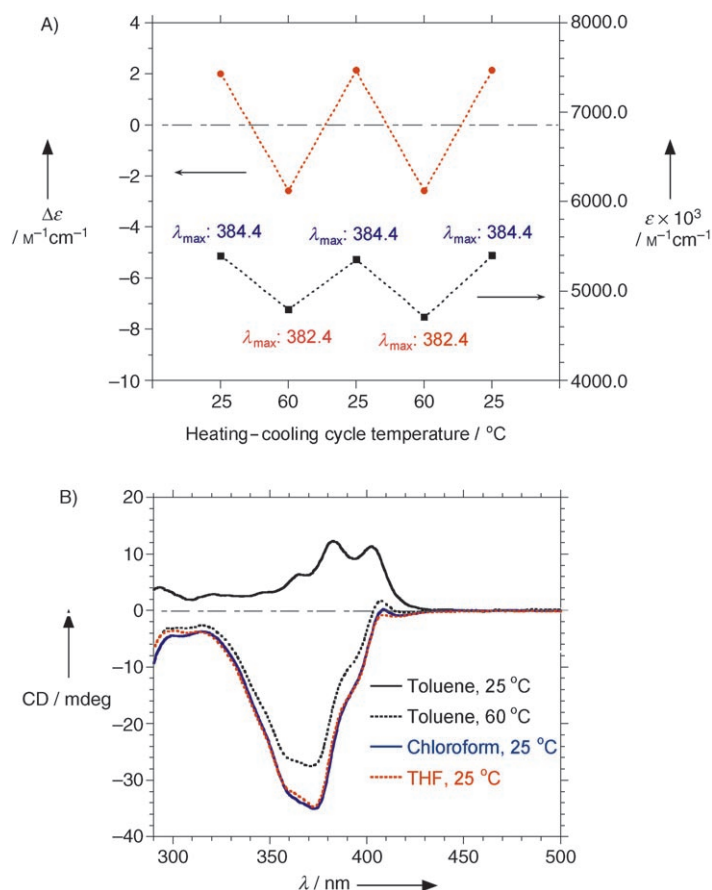 A)
4
2
0
−2
−4
−6
−8
−10
8000.0
7000.0
6000.0
5000.0
4000.0
Δε
/ M⁻¹cm⁻¹
ε × 10³
/ M⁻¹cm⁻¹
λmax: 384.4 λmax: 384.4 λmax: 384.4
λmax: 382.4 λmax: 382.4
25 60 25 60 25
Heating–cooling cycle temperature / °C
B)
20
10
0
−10
−20
−30
−40
CD / mdeg
Toluene, 25 °C
Toluene, 60 °C
Chloroform, 25 °C
THF, 25 °C
300 350 400 450 500
λ / nm